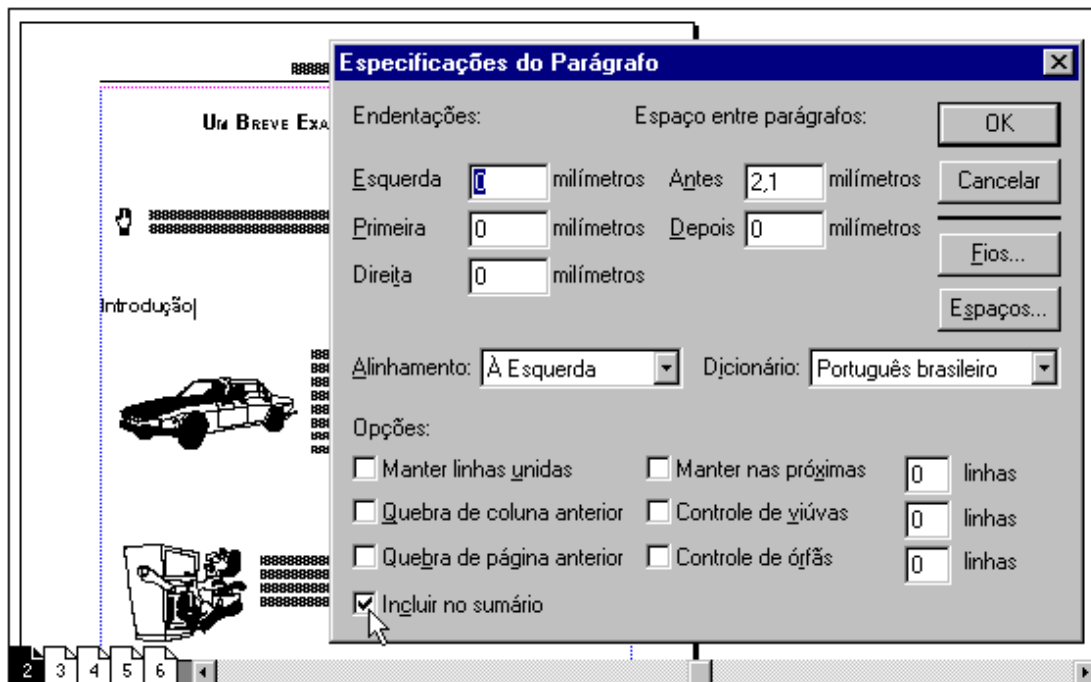 Especificações do Parágrafo
UM BREVE EXA
Endentações:
Espaço entre parágrafos:
OK
Esquerda 0 milímetros Antes 2,1 milímetros
Cancelar
Primeira 0 milímetros Depois 0 milímetros
Fios...
Direita 0 milímetros
Espaços...
Introdução
Alinhamento: À Esquerda Dicionário: Português brasileiro
Opções:
Manter linhas unidas Manter nas próximas 0 linhas
Quebra de coluna anterior Controle de viúvas 0 linhas
Quebra de página anterior Controle de órfãs 0 linhas
Incluir no sumário
2 3 4 5 6